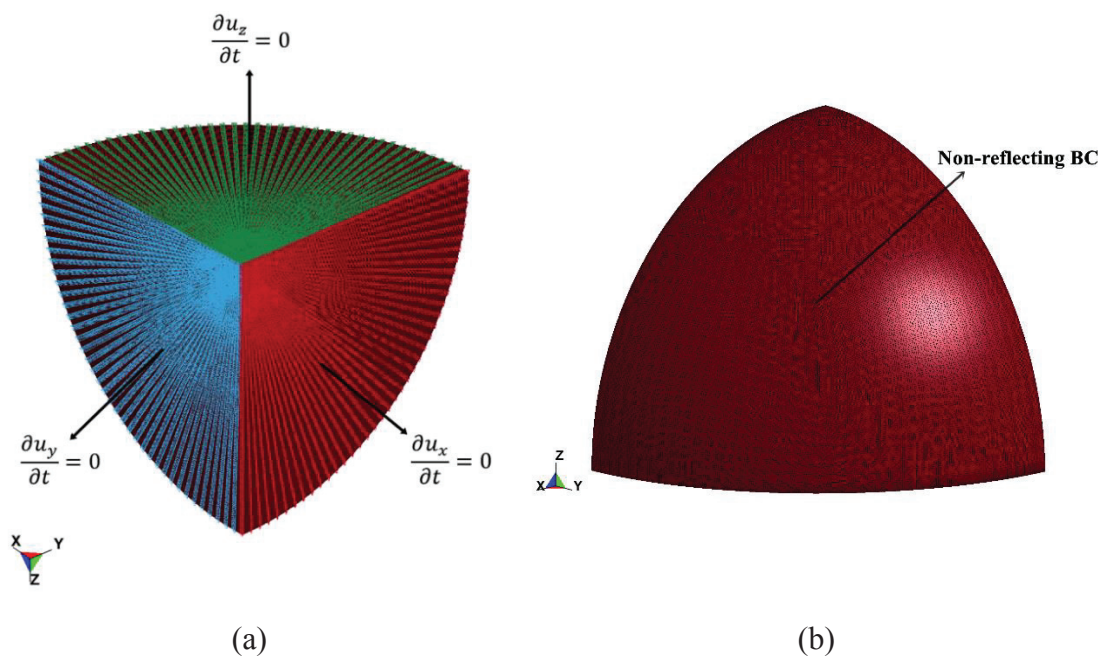 ∂u_z/∂t = 0
Non-reflecting BC
∂u_y/∂t = 0
∂u_x/∂t = 0
X Y Z
Z X Y
(a)
(b)